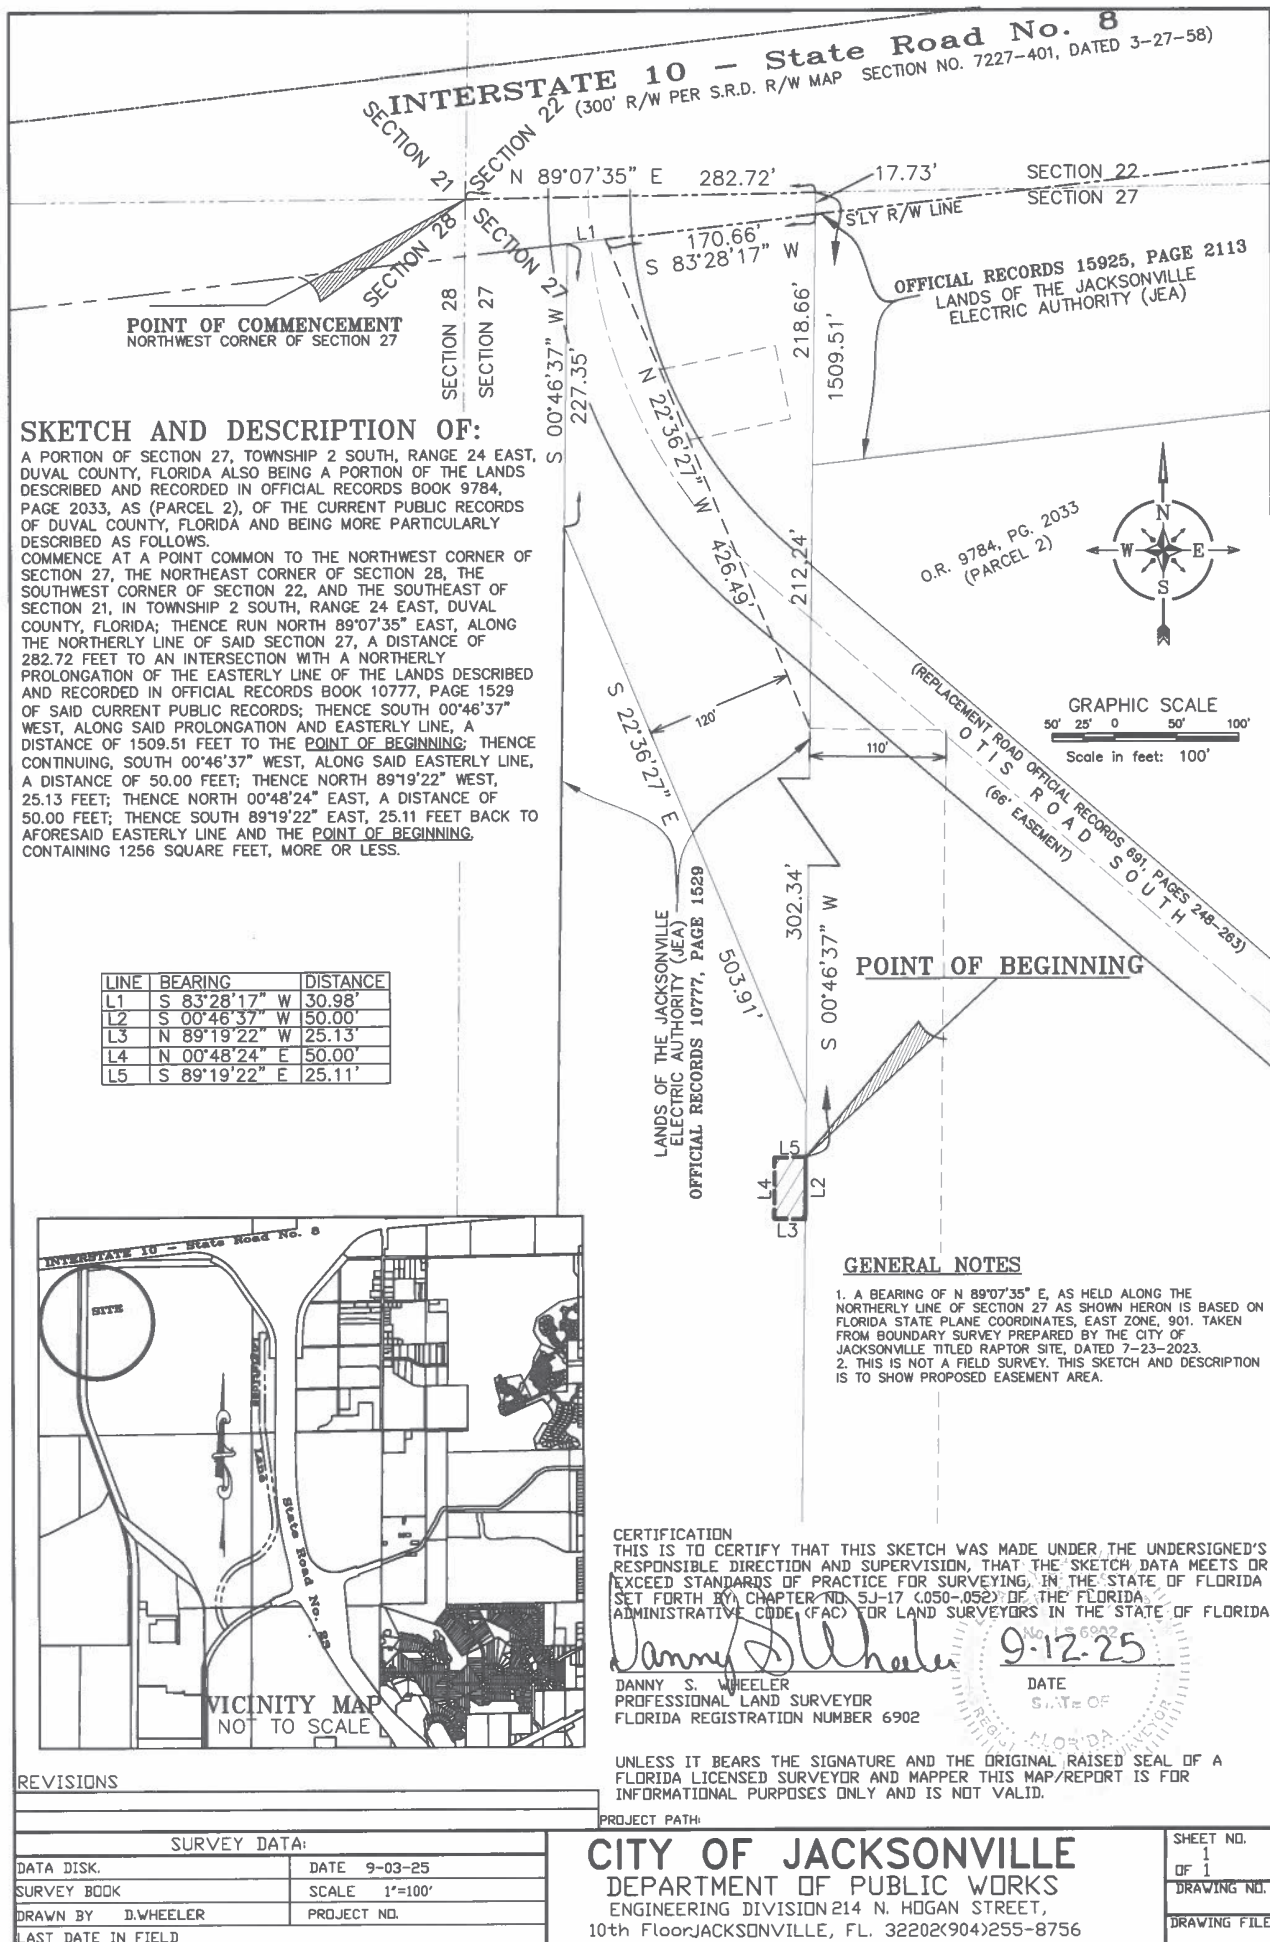 INTERSTATE 10 - State Road No. 8
(300' R/W PER S.R.D. R/W MAP SECTION NO. 7227-401, DATED 3-27-58)
SECTION 21
SECTION 22
N 89°07'35" E 282.72'
17.73'
SECTION 22
SECTION 27
SECTION 28
SECTION 27
S'LY R/W LINE
L1
170.66'
S 83°28'17" W
OFFICIAL RECORDS 15925, PAGE 2113
LANDS OF THE JACKSONVILLE
ELECTRIC AUTHORITY (JEA)
POINT OF COMMENCEMENT
NORTHWEST CORNER OF SECTION 27
SECTION 28
SECTION 27
S 00°46'37" W
227.35'
218.66'
1509.51'
N 22°36'27" W
426.49'
212.24'
SKETCH AND DESCRIPTION OF:
A PORTION OF SECTION 27, TOWNSHIP 2 SOUTH, RANGE 24 EAST,
DUVAL COUNTY, FLORIDA ALSO BEING A PORTION OF THE LANDS
DESCRIBED AND RECORDED IN OFFICIAL RECORDS BOOK 9784,
PAGE 2033, AS (PARCEL 2), OF THE CURRENT PUBLIC RECORDS
OF DUVAL COUNTY, FLORIDA AND BEING MORE PARTICULARLY
DESCRIBED AS FOLLOWS.
COMMENCE AT A POINT COMMON TO THE NORTHWEST CORNER OF
SECTION 27, THE NORTHEAST CORNER OF SECTION 28, THE
SOUTHWEST CORNER OF SECTION 22, AND THE SOUTHEAST OF
SECTION 21, IN TOWNSHIP 2 SOUTH, RANGE 24 EAST, DUVAL
COUNTY, FLORIDA; THENCE RUN NORTH 89°07'35" EAST, ALONG
THE NORTHERLY LINE OF SAID SECTION 27, A DISTANCE OF
282.72 FEET TO AN INTERSECTION WITH A NORTHERLY
PROLONGATION OF THE EASTERLY LINE OF THE LANDS DESCRIBED
AND RECORDED IN OFFICIAL RECORDS BOOK 10777, PAGE 1529
OF SAID CURRENT PUBLIC RECORDS; THENCE SOUTH 00°46'37"
WEST, ALONG SAID PROLONGATION AND EASTERLY LINE, A
DISTANCE OF 1509.51 FEET TO THE POINT OF BEGINNING; THENCE
CONTINUING, SOUTH 00°46'37" WEST, ALONG SAID EASTERLY LINE,
A DISTANCE OF 50.00 FEET; THENCE NORTH 89°19'22" WEST,
25.13 FEET; THENCE NORTH 00°48'24" EAST, A DISTANCE OF
50.00 FEET; THENCE SOUTH 89°19'22" EAST, 25.11 FEET BACK TO
AFORESAID EASTERLY LINE AND THE POINT OF BEGINNING,
CONTAINING 1256 SQUARE FEET, MORE OR LESS.
O.R. 9784, PG. 2033
(PARCEL 2)
N
W E
S
GRAPHIC SCALE
50' 25' 0 50' 100'
Scale in feet: 100'
(REPLACEMENT ROAD OFFICIAL RECORDS 691, PAGES 248-263)
OTIS ROAD SOUTH
(66' EASEMENT)
S 22°36'27" E
503.91'
120'
110'
302.34'
S 00°46'37" W
LANDS OF THE JACKSONVILLE
ELECTRIC AUTHORITY (JEA)
OFFICIAL RECORDS 10777, PAGE 1529
POINT OF BEGINNING
LINE BEARING DISTANCE
L1 S 83°28'17" W 30.98'
L2 S 00°46'37" W 50.00'
L3 N 89°19'22" W 25.13'
L4 N 00°48'24" E 50.00'
L5 S 89°19'22" E 25.11'
L5
L4
L2
L3
INTERSTATE 10 - State Road No. 8
SITE
Lane
State Road No. 23
VICINITY MAP
NOT TO SCALE
GENERAL NOTES
1. A BEARING OF N 89°07'35" E, AS HELD ALONG THE
NORTHERLY LINE OF SECTION 27 AS SHOWN HERON IS BASED ON
FLORIDA STATE PLANE COORDINATES, EAST ZONE, 901. TAKEN
FROM BOUNDARY SURVEY PREPARED BY THE CITY OF
JACKSONVILLE TITLED RAPTOR SITE, DATED 7-23-2023.
2. THIS IS NOT A FIELD SURVEY. THIS SKETCH AND DESCRIPTION
IS TO SHOW PROPOSED EASEMENT AREA.
CERTIFICATION
THIS IS TO CERTIFY THAT THIS SKETCH WAS MADE UNDER THE UNDERSIGNED'S
RESPONSIBLE DIRECTION AND SUPERVISION, THAT THE SKETCH DATA MEETS OR
EXCEED STANDARDS OF PRACTICE FOR SURVEYING, IN THE STATE OF FLORIDA
SET FORTH BY CHAPTER NO. 5J-17 (.050-.052) OF THE FLORIDA
ADMINISTRATIVE CODE (FAC) FOR LAND SURVEYORS IN THE STATE OF FLORIDA
No. LS 6902
Danny S Wheeler
9-12-25
DANNY S. WHEELER
DATE
PROFESSIONAL LAND SURVEYOR
FLORIDA REGISTRATION NUMBER 6902
STATE OF
FLORIDA
SURVEYOR
UNLESS IT BEARS THE SIGNATURE AND THE ORIGINAL RAISED SEAL OF A
FLORIDA LICENSED SURVEYOR AND MAPPER THIS MAP/REPORT IS FOR
INFORMATIONAL PURPOSES ONLY AND IS NOT VALID.
REVISIONS
PROJECT PATH:
SURVEY DATA:
DATA DISK.
DATE 9-03-25
SURVEY BOOK
SCALE 1"=100'
DRAWN BY D.WHEELER
PROJECT NO.
LAST DATE IN FIELD
CITY OF JACKSONVILLE
DEPARTMENT OF PUBLIC WORKS
ENGINEERING DIVISION 214 N. HOGAN STREET,
10th FloorJACKSONVILLE, FL. 32202(904)255-8756
SHEET NO.
1
OF 1
DRAWING NO.
DRAWING FILE